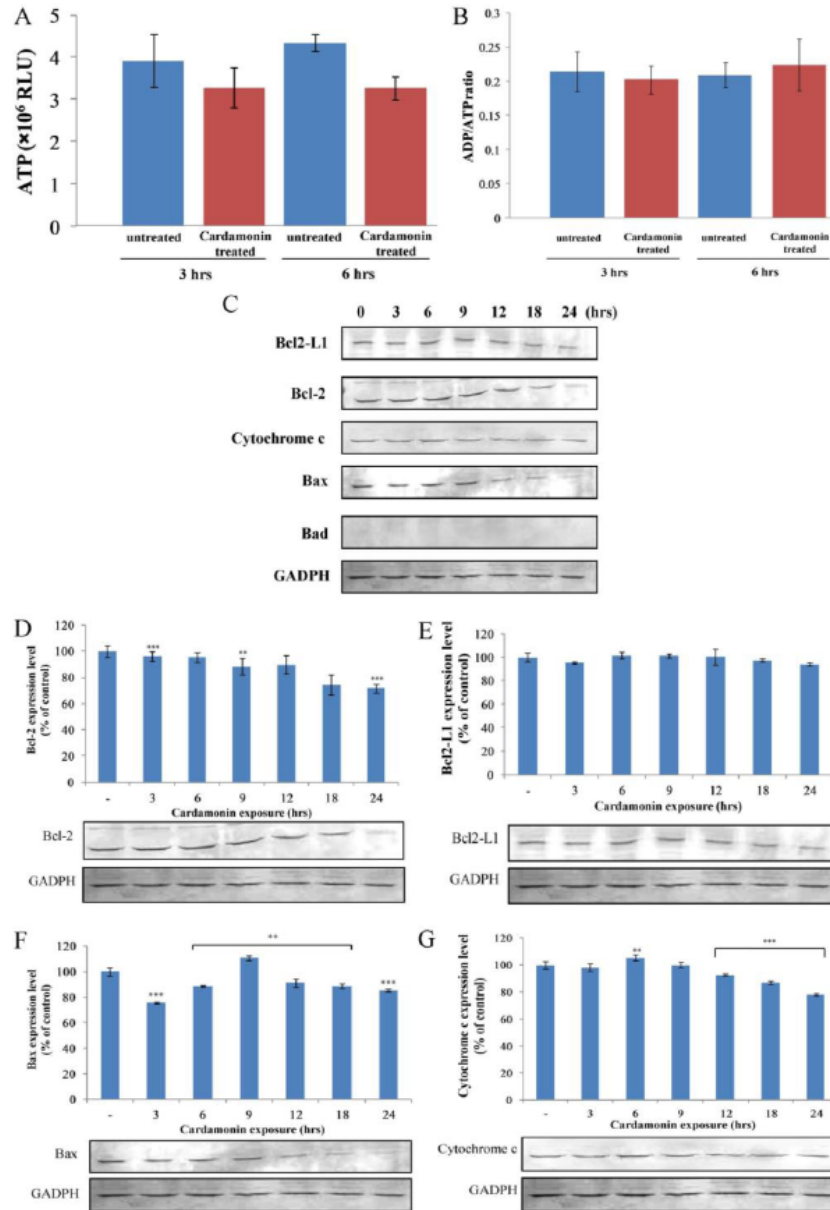 A
ATP (×10⁶ RLU)
5
4
3
2
1
0
untreated
Cardamonin
treated
untreated
Cardamonin
treated
3 hrs
6 hrs
B
ADP/ATP ratio
0.3
0.25
0.2
0.15
0.1
0.05
0
untreated
Cardamonin
treated
untreated
Cardamonin
treated
3 hrs
6 hrs
C
0 3 6 9 12 18 24 (hrs)
Bcl2-L1
Bcl-2
Cytochrome c
Bax
Bad
GADPH
D
Bcl-2 expression level
(% of control)
120
100
80
60
40
20
0
***
**
***
- 3 6 9 12 18 24
Cardamonin exposure (hrs)
Bcl-2
GADPH
E
Bcl2-L1 expression level
(% of control)
120
100
80
60
40
20
0
- 3 6 9 12 18 24
Cardamonin exposure (hrs)
Bcl2-L1
GADPH
F
Bax expression level
(% of control)
120
100
80
60
40
20
0
***
**
***
- 3 6 9 12 18 24
Cardamonin exposure (hrs)
Bax
GADPH
G
Cytochrome c expression level
(% of control)
120
100
80
60
40
20
0
**
***
- 3 6 9 12 18 24
Cardamonin exposure (hrs)
Cytochrome c
GADPH